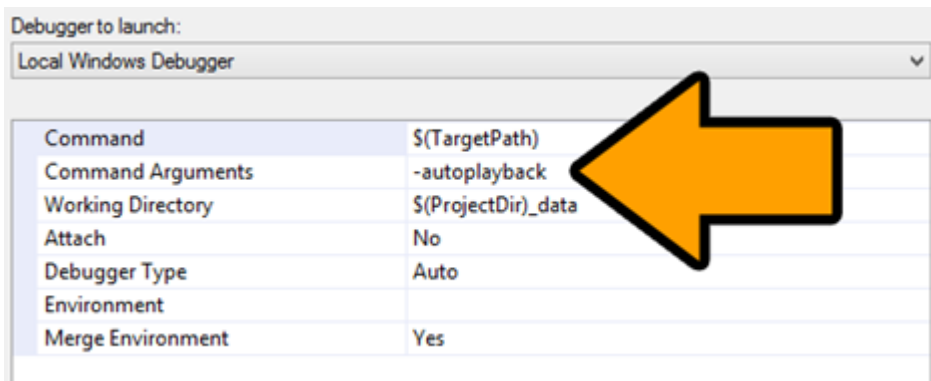 Debugger to launch:
Local Windows Debugger
Command $(TargetPath)
Command Arguments -autoplayback
Working Directory $(ProjectDir)_data
Attach No
Debugger Type Auto
Environment
Merge Environment Yes